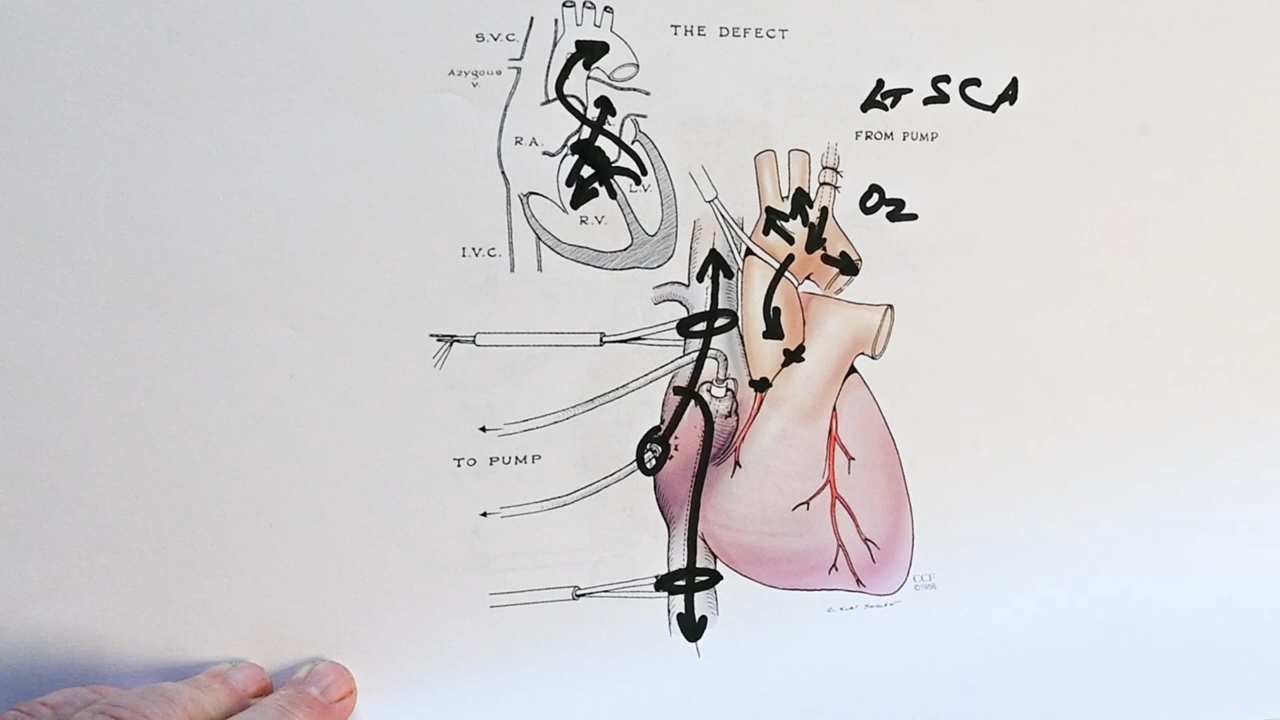 THE DEFECT
S.V.C.
Azygous
v.
R.A.
L.V.
R.V.
I.V.C.
LT SCA
FROM PUMP
O2
TO PUMP
CCF
©1956